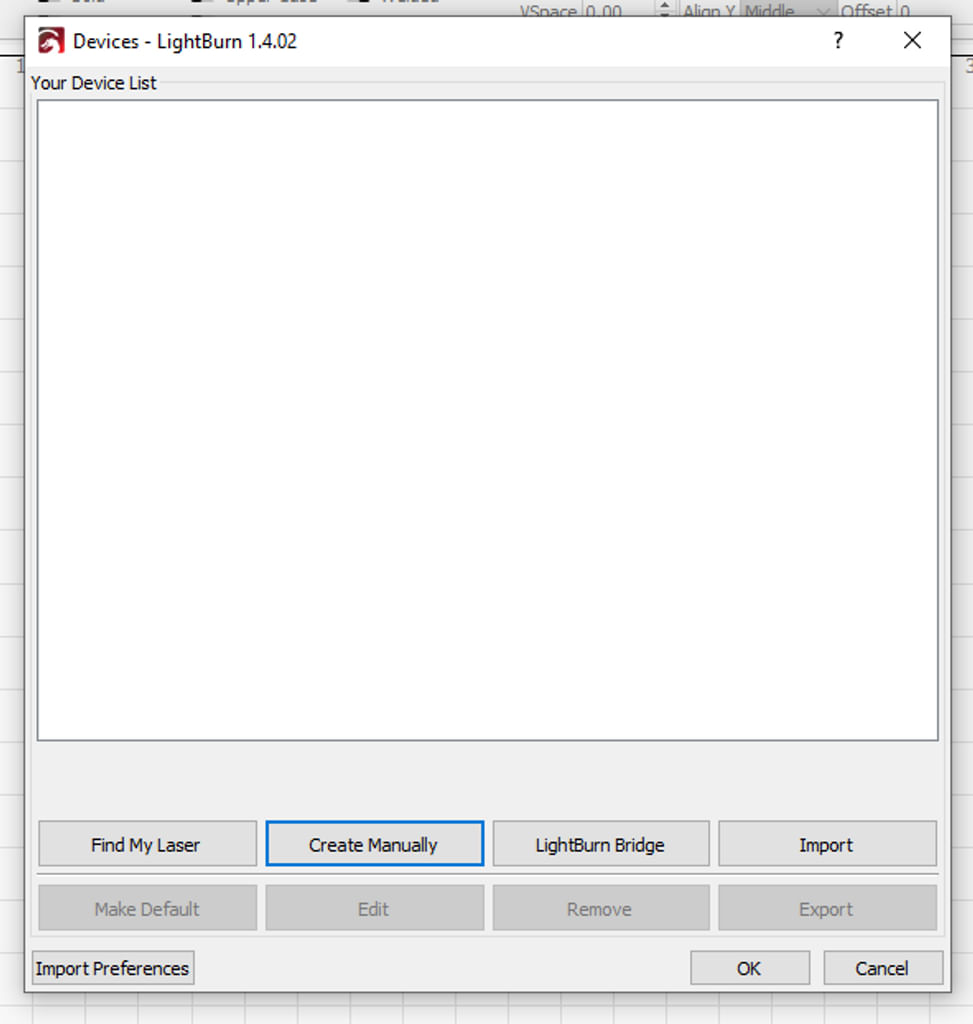 VSpace 0.00 Align Y Middle Offset 0
Devices - LightBurn 1.4.02 ?
Your Device List
Find My Laser Create Manually LightBurn Bridge Import
Make Default Edit Remove Export
Import Preferences OK Cancel